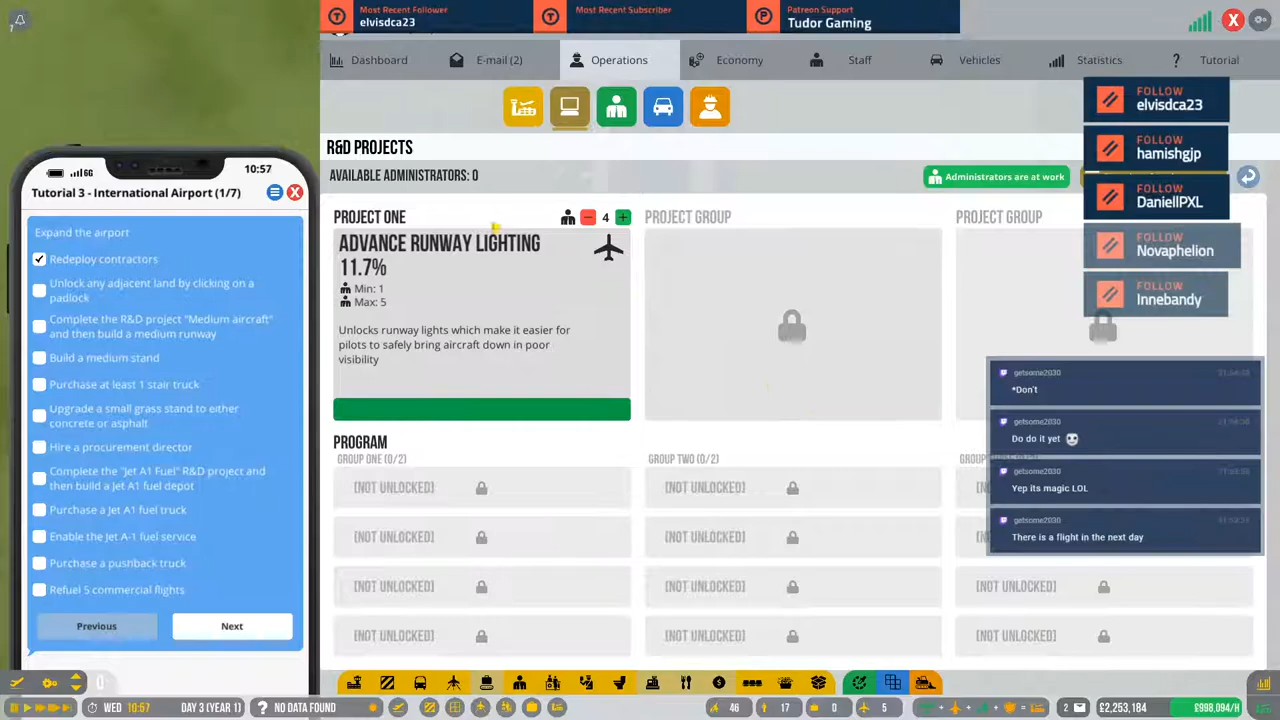 Most Recent Follower
elvisdca23
Most Recent Subscriber
Patreon Support
Tudor Gaming
Dashboard
E-mail (2)
Operations
Economy
Staff
Vehicles
Statistics
Tutorial
R&D PROJECTS
AVAILABLE ADMINISTRATORS: 0
Administrators are at work
FOLLOW
elvisdca23
FOLLOW
hamishgjp
FOLLOW
DaniellPXL
FOLLOW
Novaphelion
FOLLOW
Innebandy
6G
10:57
Tutorial 3 - International Airport (1/7)
Expand the airport
Redeploy contractors
Unlock any adjacent land by clicking on a
padlock
Complete the R&D project "Medium aircraft"
and then build a medium runway
Build a medium stand
Purchase at least 1 stair truck
Upgrade a small grass stand to either
concrete or asphalt
Hire a procurement director
Complete the "Jet A1 Fuel" R&D project and
then build a Jet A1 fuel depot
Purchase a Jet A1 fuel truck
Enable the Jet A-1 fuel service
Purchase a pushback truck
Refuel 5 commercial flights
Previous
Next
PROJECT ONE
4
ADVANCE RUNWAY LIGHTING
11.7%
Min: 1
Max: 5
Unlocks runway lights which make it easier for
pilots to safely bring aircraft down in poor
visibility
PROJECT GROUP
PROJECT GROUP
PROGRAM
GROUP ONE (0/2)
GROUP TWO (0/2)
[NOT UNLOCKED]
[NOT UNLOCKED]
[NOT UNLOCKED]
[NOT UNLOCKED]
[NOT UNLOCKED]
[NOT UNLOCKED]
[NOT UNLOCKED]
[NOT UNLOCKED]
[NOT UNLOCKED]
[NOT UNLOCKED]
getsome2030
*Don't
getsome2030
Do do it yet
getsome2030
Yep its magic LOL
getsome2030
There is a flight in the next day
0
WED 10:57
DAY 3 (YEAR 1)
? NO DATA FOUND
46
17
0
5
2
£2,253,184
£998,094/H